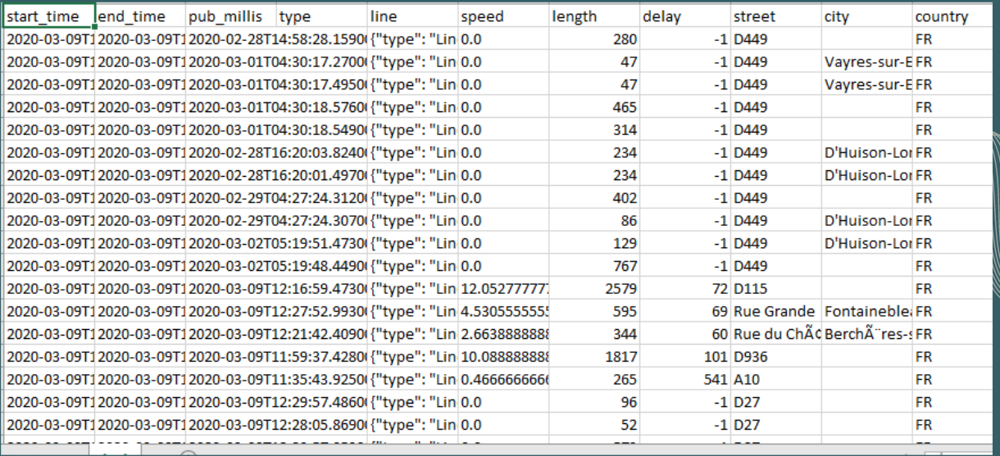 start_time end_time pub_millis type line speed length delay street city country
2020-03-09T1 2020-03-09T1 2020-02-28T14:58:28.1590 {"type": "Lin 0.0 280 -1 D449 FR
2020-03-09T1 2020-03-09T1 2020-03-01T04:30:17.2700 {"type": "Lin 0.0 47 -1 D449 Vayres-sur-E FR
2020-03-09T1 2020-03-09T1 2020-03-01T04:30:17.4950 {"type": "Lin 0.0 47 -1 D449 Vayres-sur-E FR
2020-03-09T1 2020-03-09T1 2020-03-01T04:30:18.5760 {"type": "Lin 0.0 465 -1 D449 FR
2020-03-09T1 2020-03-09T1 2020-03-01T04:30:18.5490 {"type": "Lin 0.0 314 -1 D449 FR
2020-03-09T1 2020-03-09T1 2020-02-28T16:20:03.8240 {"type": "Lin 0.0 234 -1 D449 D'Huison-Lor FR
2020-03-09T1 2020-03-09T1 2020-02-28T16:20:01.4970 {"type": "Lin 0.0 234 -1 D449 D'Huison-Lor FR
2020-03-09T1 2020-03-09T1 2020-02-29T04:27:24.3120 {"type": "Lin 0.0 402 -1 D449 FR
2020-03-09T1 2020-03-09T1 2020-02-29T04:27:24.3070 {"type": "Lin 0.0 86 -1 D449 D'Huison-Lor FR
2020-03-09T1 2020-03-09T1 2020-03-02T05:19:51.4730 {"type": "Lin 0.0 129 -1 D449 D'Huison-Lor FR
2020-03-09T1 2020-03-09T1 2020-03-02T05:19:48.4490 {"type": "Lin 0.0 767 -1 D449 FR
2020-03-09T1 2020-03-09T1 2020-03-09T12:16:59.4730 {"type": "Lin 12.052777777 2579 72 D115 FR
2020-03-09T1 2020-03-09T1 2020-03-09T12:27:52.9930 {"type": "Lin 4.5305555555 595 69 Rue Grande Fontaineblea FR
2020-03-09T1 2020-03-09T1 2020-03-09T12:21:42.4090 {"type": "Lin 2.6638888888 344 60 Rue du ChÃ¢ BerchÃ¨res-s FR
2020-03-09T1 2020-03-09T1 2020-03-09T11:59:37.4280 {"type": "Lin 10.088888888 1817 101 D936 FR
2020-03-09T1 2020-03-09T1 2020-03-09T11:35:43.9250 {"type": "Lin 0.4666666666 265 541 A10 FR
2020-03-09T1 2020-03-09T1 2020-03-09T12:29:57.4860 {"type": "Lin 0.0 96 -1 D27 FR
2020-03-09T1 2020-03-09T1 2020-03-09T12:28:05.8690 {"type": "Lin 0.0 52 -1 D27 FR